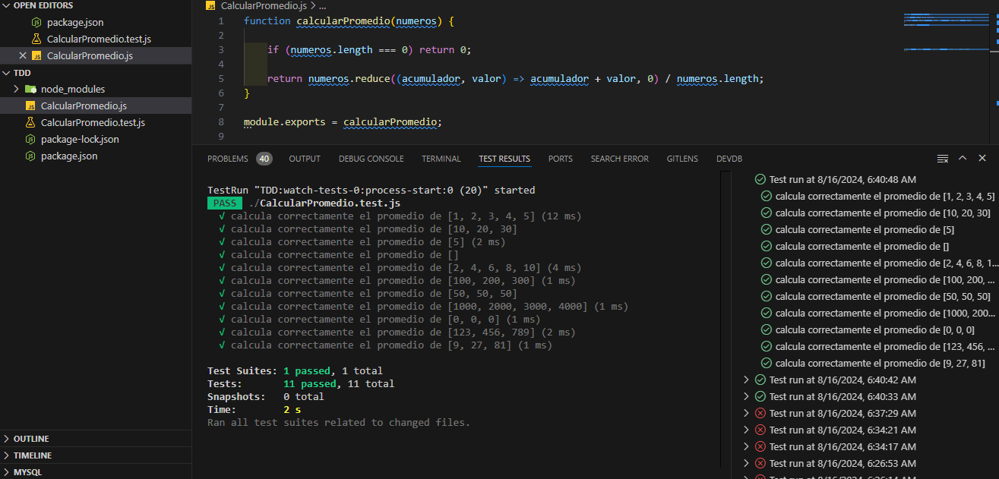 OPEN EDITORS
package.json
CalcularPromedio.test.js
CalcularPromedio.js
TDD
node_modules
CalcularPromedio.js
CalcularPromedio.test.js
package-lock.json
package.json
OUTLINE
TIMELINE
MYSQL
JS CalcularPromedio.js > ...
1 function calcularPromedio(numeros) {
2
3 if (numeros.length === 0) return 0;
4
5 return numeros.reduce((acumulador, valor) => acumulador + valor, 0) / numeros.length;
6 }
7
8 module.exports = calcularPromedio;
9
PROBLEMS 40 OUTPUT DEBUG CONSOLE TERMINAL TEST RESULTS PORTS SEARCH ERROR GITLENS DEVDB
TestRun "TDD:watch-tests-0:process-start:0 (20)" started
PASS ./CalcularPromedio.test.js
√ calcula correctamente el promedio de [1, 2, 3, 4, 5] (12 ms)
√ calcula correctamente el promedio de [10, 20, 30]
√ calcula correctamente el promedio de [5] (2 ms)
√ calcula correctamente el promedio de []
√ calcula correctamente el promedio de [2, 4, 6, 8, 10] (4 ms)
√ calcula correctamente el promedio de [100, 200, 300] (1 ms)
√ calcula correctamente el promedio de [50, 50, 50]
√ calcula correctamente el promedio de [1000, 2000, 3000, 4000] (1 ms)
√ calcula correctamente el promedio de [0, 0, 0] (1 ms)
√ calcula correctamente el promedio de [123, 456, 789] (2 ms)
√ calcula correctamente el promedio de [9, 27, 81] (1 ms)
Test Suites: 1 passed, 1 total
Tests: 11 passed, 11 total
Snapshots: 0 total
Time: 2 s
Ran all test suites related to changed files.
Test run at 8/16/2024, 6:40:48 AM
calcula correctamente el promedio de [1, 2, 3, 4, 5]
calcula correctamente el promedio de [10, 20, 30]
calcula correctamente el promedio de [5]
calcula correctamente el promedio de []
calcula correctamente el promedio de [2, 4, 6, 8, 1...
calcula correctamente el promedio de [100, 200, ...
calcula correctamente el promedio de [50, 50, 50]
calcula correctamente el promedio de [1000, 200...
calcula correctamente el promedio de [0, 0, 0]
calcula correctamente el promedio de [123, 456, ...
calcula correctamente el promedio de [9, 27, 81]
Test run at 8/16/2024, 6:40:42 AM
Test run at 8/16/2024, 6:40:33 AM
Test run at 8/16/2024, 6:37:29 AM
Test run at 8/16/2024, 6:34:21 AM
Test run at 8/16/2024, 6:34:17 AM
Test run at 8/16/2024, 6:26:53 AM